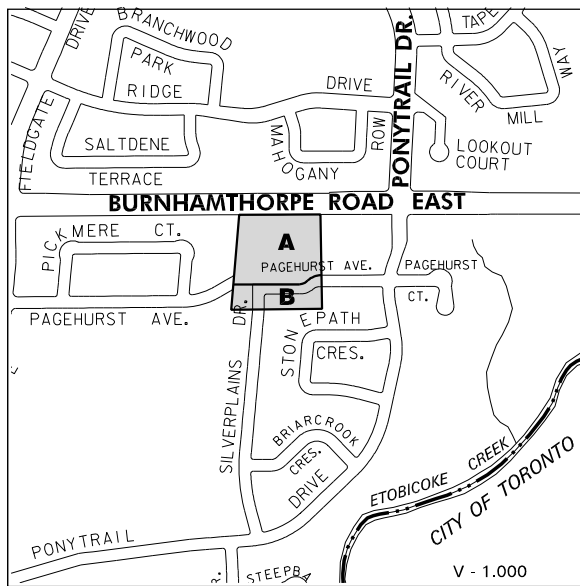 BRANCHWOOD
DRIVE
PARK
RIDGE
DRIVE
PONYTRAIL DR.
TAPE
WAY
RIVER
MILL
FIELDGATE
SALTDENE
TERRACE
MAHOGANY
ROW
LOOKOUT
COURT
BURNHAMTHORPE ROAD EAST
PICKMERE CT.
A
PAGEHURST AVE.
PAGEHURST
CT.
B
PAGEHURST AVE.
SILVERPLAINS DR.
STONEPATH
CRES.
BRIARCROOK
CRES.
PONYTRAIL
DRIVE
ETOBICOKE CREEK
CITY OF TORONTO
R.
STEEPBA
V - 1.000